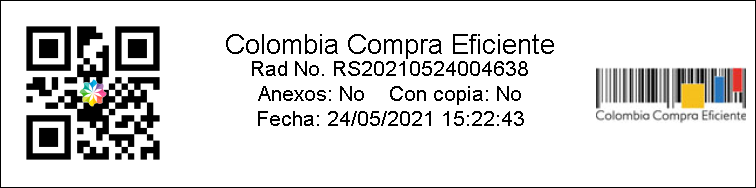 Colombia Compra Eficiente
Rad No. RS20210524004638
Anexos: No Con copia: No
Fecha: 24/05/2021 15:22:43
Colombia Compra Eficiente